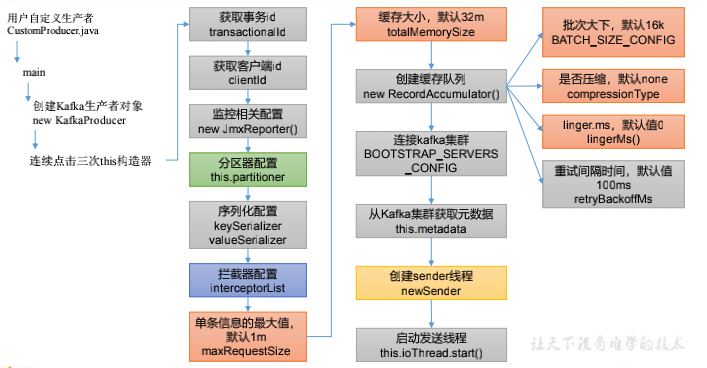 用户自定义生产者
CustomProducer.java
main
创建Kafka生产者对象
new KafkaProducer
连续点击三次this构造器
获取事务id
transactionalId
获取客户端id
clientId
监控相关配置
new JmxReporter()
分区器配置
this.partitioner
序列化配置
keySerializer
valueSerializer
拦截器配置
interceptorList
单条信息的最大值，
默认1m
maxRequestSize
缓存大小，默认32m
totalMemorySize
创建缓存队列
new RecordAccumulator()
连接kafka集群
BOOTSTRAP_SERVERS
_CONFIG
从Kafka集群获取元数据
this.metadata
创建sender线程
newSender
启动发送线程
this.ioThread.start()
批次大下，默认16k
BATCH_SIZE_CONFIG
是否压缩，默认none
compressionType
linger.ms，默认值0
lingerMs()
重试间隔时间，默认值
100ms
retryBackoffMs
让天下没有难学的技术